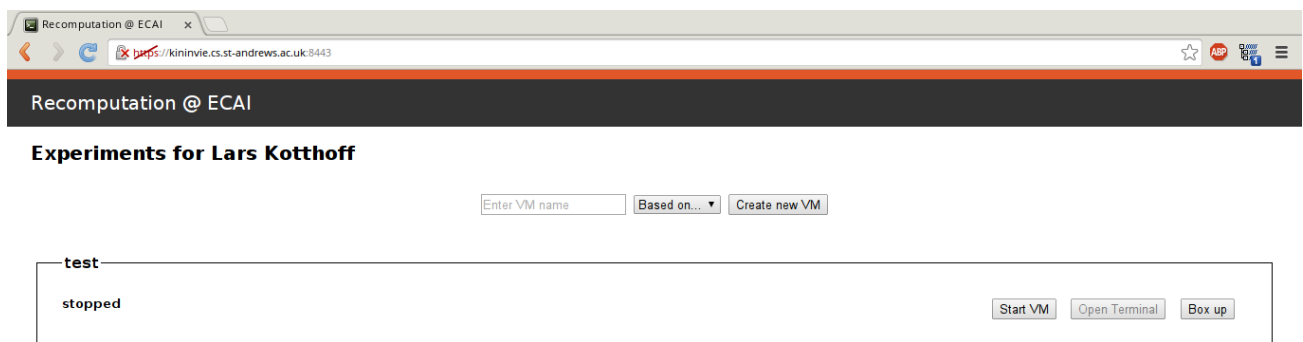 Recomputation @ ECAI x
https://kininvie.cs.st-andrews.ac.uk:8443
ABP
1
Recomputation @ ECAI
Experiments for Lars Kotthoff
Enter VM name Based on... Create new VM
test
stopped Start VM Open Terminal Box up